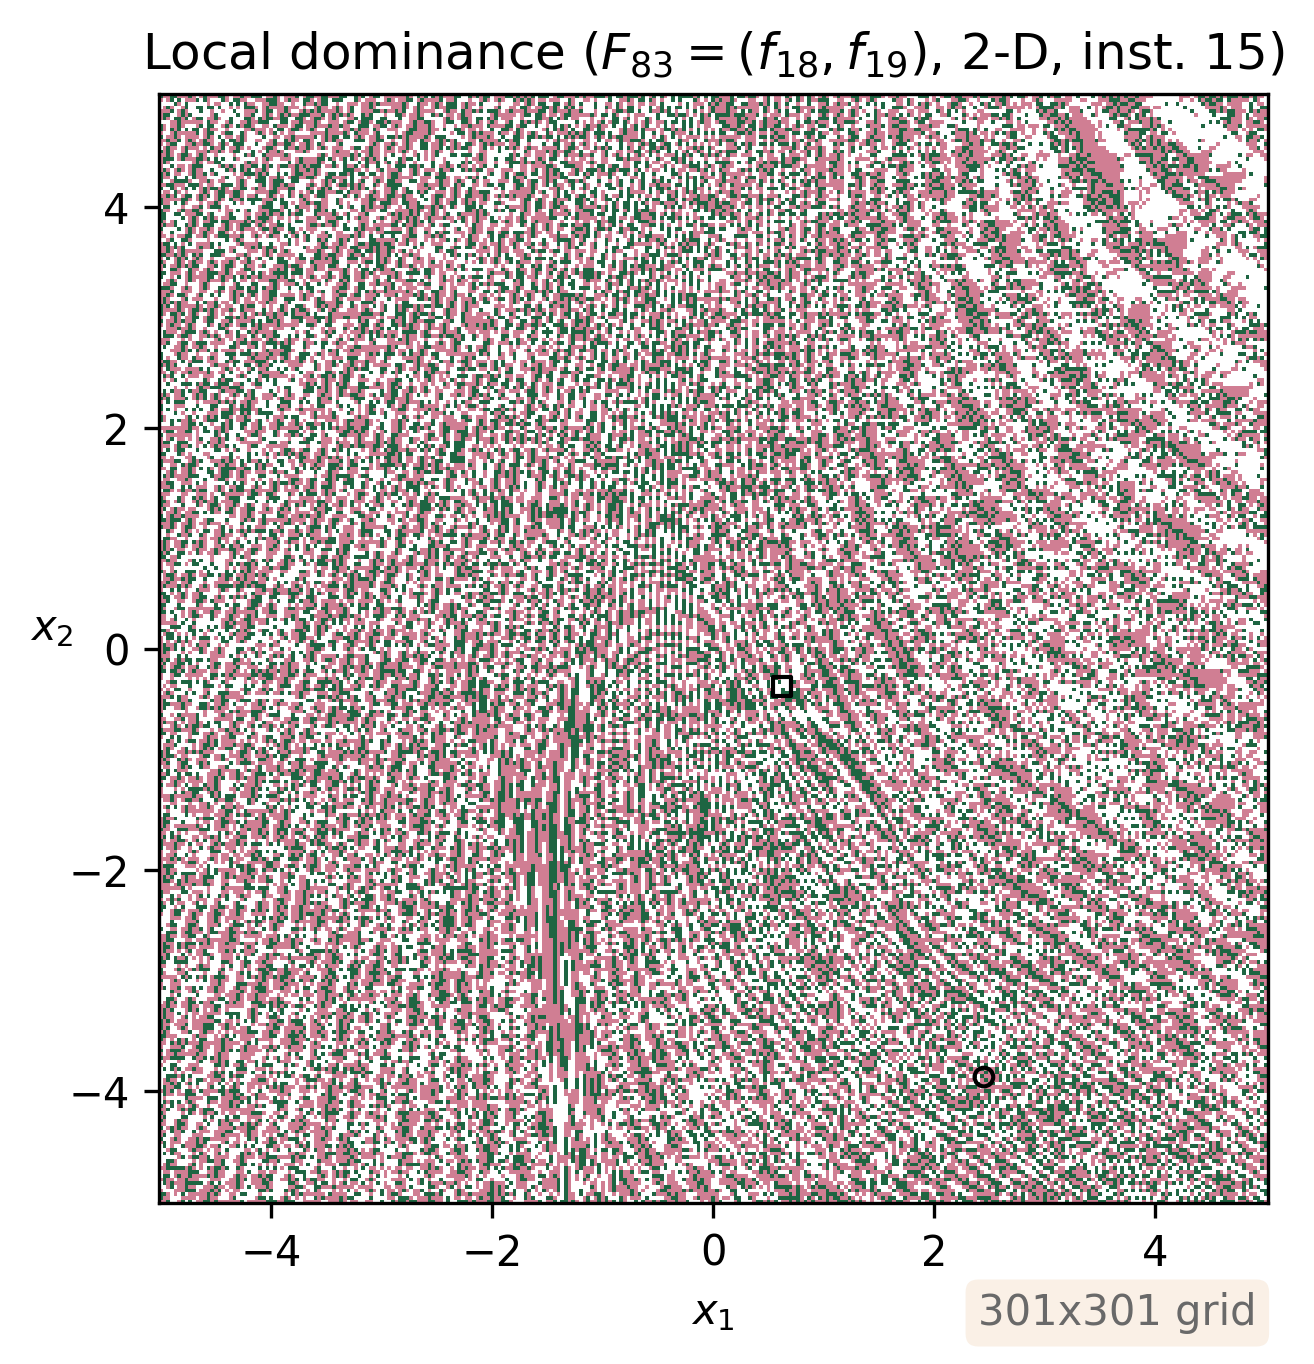 Local dominance (F₈₃ = (f₁₈, f₁₉), 2-D, inst. 15)
4
2
x₂ 0
−2
−4
−4 −2 0 2 4
x₁
301x301 grid